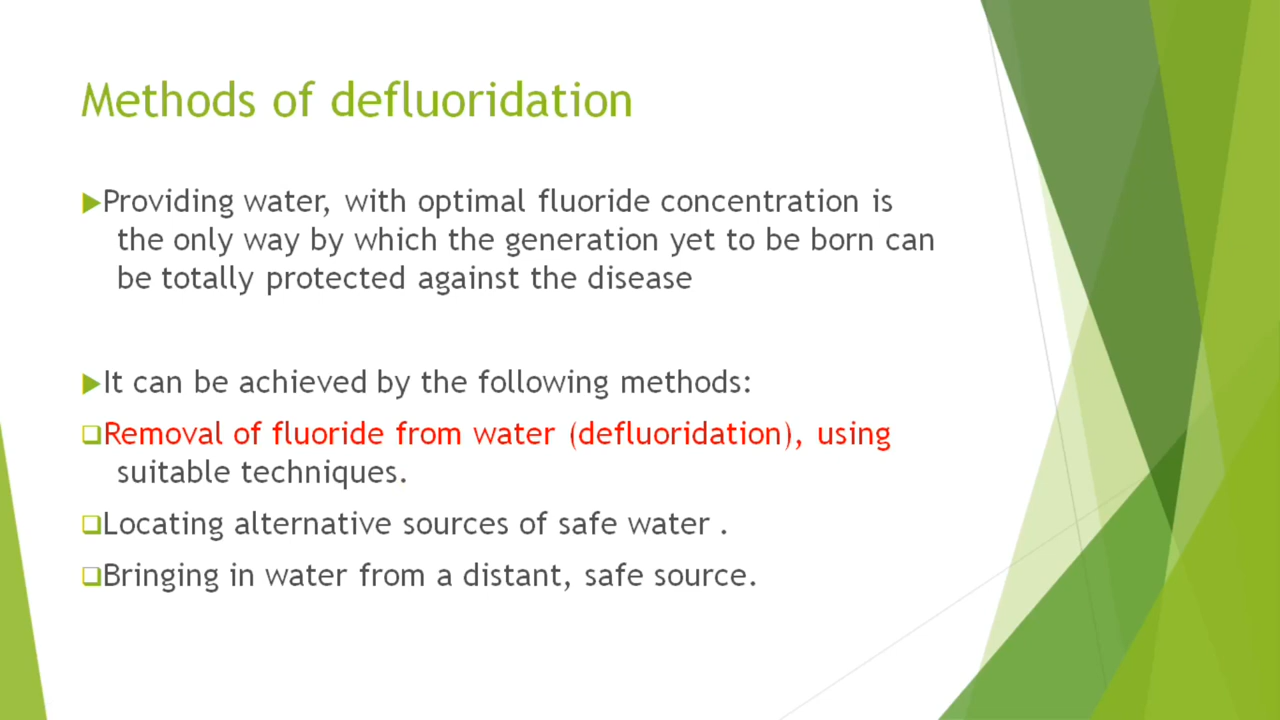 Methods of defluoridation
▶Providing water, with optimal fluoride concentration is
the only way by which the generation yet to be born can
be totally protected against the disease
▶It can be achieved by the following methods:
❑Removal of fluoride from water (defluoridation), using
suitable techniques.
❑Locating alternative sources of safe water .
❑Bringing in water from a distant, safe source.